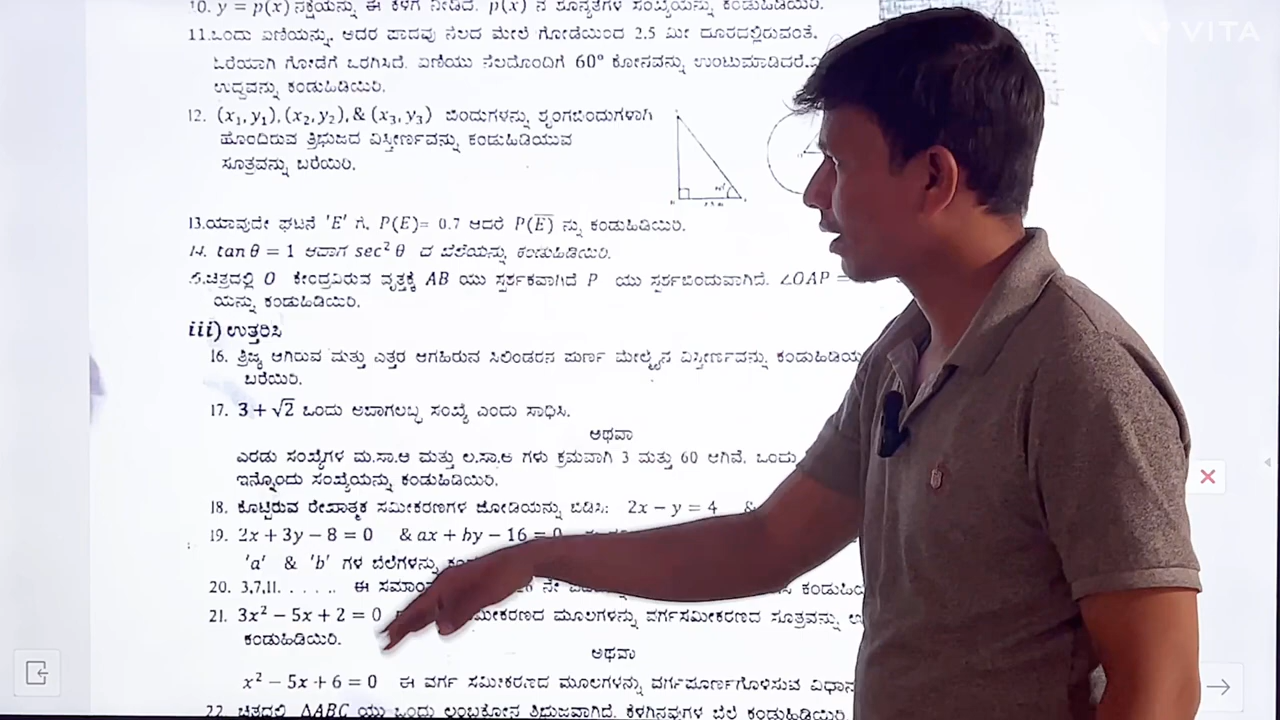 10. y = p(x) ನಕ್ಷೆಯನ್ನು ಈ ಕೆಳಗೆ ನೀಡಿದೆ. p(x) ನ ಶೂನ್ಯತೆಗಳ ಸಂಖ್ಯೆಯನ್ನು ಕಂಡುಹಿಡಿಯಿರಿ.
VITA
11.ಒಂದು ಏಣಿಯನ್ನು, ಅದರ ಪಾದವು ನೆಲದ ಮೇಲೆ ಗೋಡೆಯಿಂದ 2.5 ಮೀ ದೂರದಲ್ಲಿರುವಂತೆ,
ಓರೆಯಾಗಿ ಗೋಡೆಗೆ ಒರಗಿಸಿದೆ. ಏಣಿಯು ನೆಲದೊಂದಿಗೆ 60° ಕೋನವನ್ನು ಉಂಟುಮಾಡಿದರೆ.
ಉದ್ದವನ್ನು ಕಂಡುಹಿಡಿಯಿರಿ.
12. (x₁, y₁), (x₂, y₂), & (x₃, y₃) ಬಿಂದುಗಳನ್ನು ಶೃಂಗಬಿಂದುಗಳಾಗಿ
ಹೊಂದಿರುವ ತ್ರಿಭುಜದ ವಿಸ್ತೀರ್ಣವನ್ನು ಕಂಡುಹಿಡಿಯುವ
ಸೂತ್ರವನ್ನು ಬರೆಯಿರಿ.
13.ಯಾವುದೇ ಘಟನೆ 'E' ಗೆ, P(E)= 0.7 ಆದರೆ P(E̅) ನ್ನು ಕಂಡುಹಿಡಿಯಿರಿ.
14. tan θ = 1 ಆದಾಗ sec² θ ದ ಬೆಲೆಯನ್ನು ಕಂಡುಹಿಡಿಯಿರಿ.
5.ಚಿತ್ರದಲ್ಲಿ O ಕೇಂದ್ರವಿರುವ ವೃತ್ತಕ್ಕೆ AB ಯು ಸ್ಪರ್ಶಕವಾಗಿದೆ P ಯು ಸ್ಪರ್ಶಬಿಂದುವಾಗಿದೆ. ∠OAP =
ಯನ್ನು ಕಂಡುಹಿಡಿಯಿರಿ.
iii) ಉತ್ತರಿಸಿ
16. ತ್ರಿಜ್ಯ ಆಗಿರುವ ಮತ್ತು ಎತ್ತರ ಆಗಿಹಿರುನ ಸಿಲಿಂಡರಿನ ಪೂರ್ಣ ಮೇಲ್ಮೈನ ವಿಸ್ತೀರ್ಣವನ್ನು ಕಂಡುಹಿಡಿಯ
ಬರೆಯಿರಿ.
17. 3 + √2 ಒಂದು ಅಭಾಗಲಬ್ಧ ಸಂಖ್ಯೆ ಎಂದು ಸಾಧಿಸಿ.
ಅಥವಾ
ಎರಡು ಸಂಖ್ಯೆಗಳ ಮ.ಸಾ.ಅ ಮತ್ತು ಲ.ಸಾ.ಅ ಗಳು ಕ್ರಮವಾಗಿ 3 ಮತ್ತು 60 ಆಗಿವೆ, ಒಂದು
ಇನ್ನೊಂದು ಸಂಖ್ಯೆಯನ್ನು ಕಂಡುಹಿಡಿಯಿರಿ.
18. ಕೊಟ್ಟಿರುವ ರೇಖಾತ್ಮಕ ಸಮೀಕರಣಗಳ ಜೋಡಿಯನ್ನು ಬಿಡಿಸಿ: 2x − y = 4 &
19. 2x + 3y − 8 = 0 & ax + by − 16 = 0
'a' & 'b' ಗಳ ಬೆಲೆಗಳನ್ನು
20. 3,7,11. . . . . . ಈ
21. 3x² − 5x + 2 = 0 ಸಮೀಕರಣದ ಮೂಲಗಳನ್ನು ವರ್ಗಸಮೀಕರಣದ ಸೂತ್ರವನ್ನು
ಕಂಡುಹಿಡಿಯಿರಿ.
ಅಥವಾ
x² − 5x + 6 = 0 ಈ ವರ್ಗ ಸಮೀಕರಣದ ಮೂಲಗಳನ್ನು ವರ್ಗಪೂರ್ಣಗೊಳಿಸುವ ವಿಧಾನ
22. ಚಿತ್ರದಲ್ಲಿ ΔABC ಯು ಒಂದು ಲಂಬಕೋನ ತ್ರಿಭುಜವಾಗಿದೆ. ಕೆಳಗಿನವುಗಳ ಬೆಲೆ ಕಂಡುಹಿಡಿಯಿರಿ